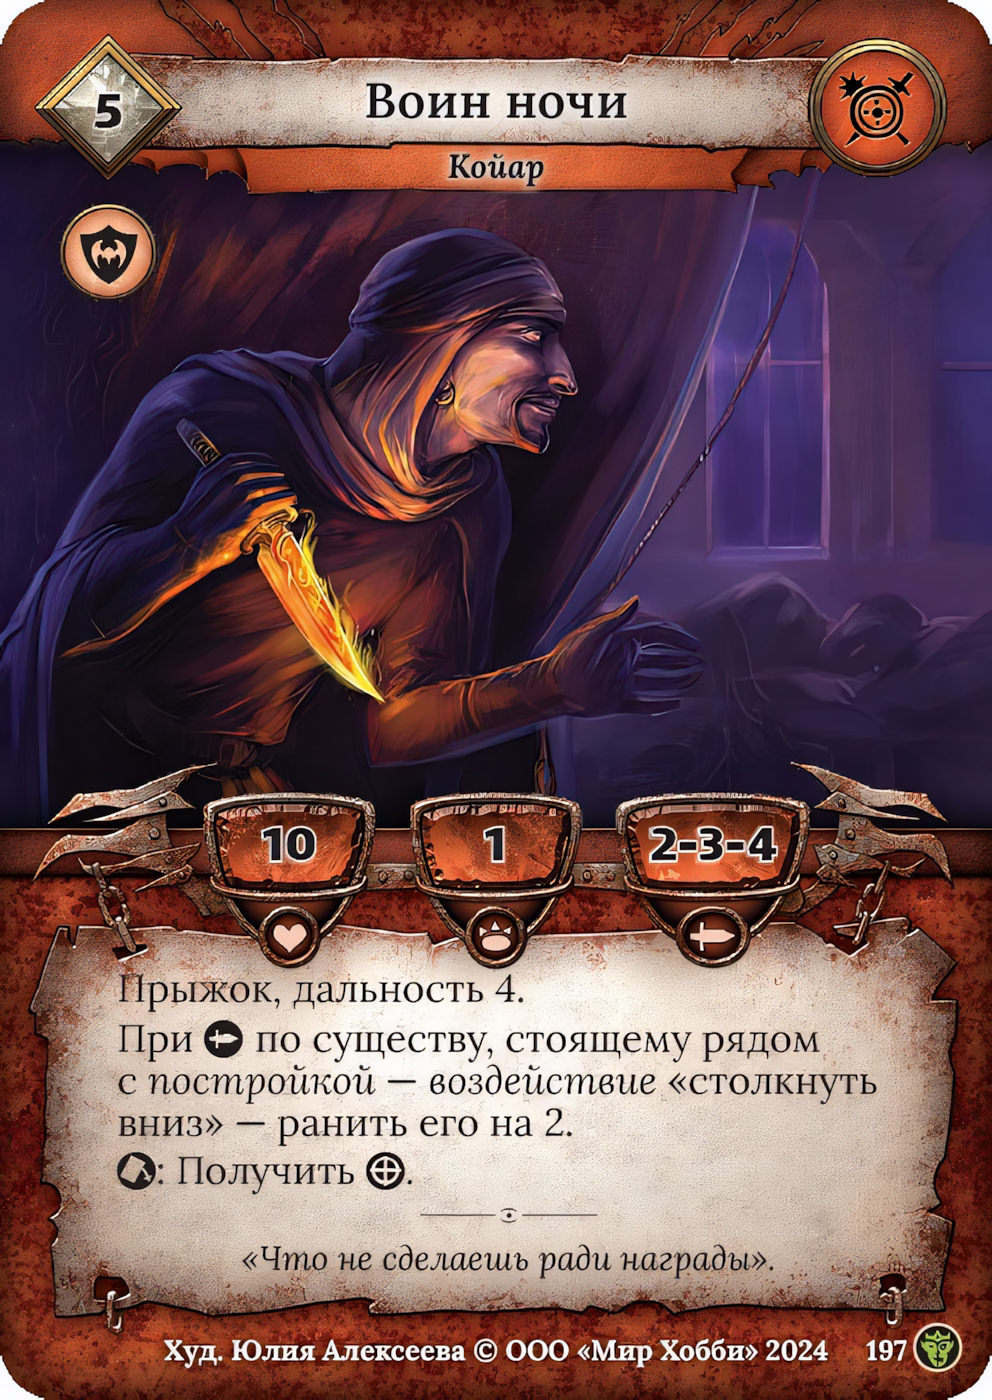 5
Воин ночи
Койар
10
1
2-3-4
Прыжок, дальность 4.
При по существу, стоящему рядом
с постройкой — воздействие «столкнуть
вниз» — ранить его на 2.
: Получить .
«Что не сделаешь ради награды».
Худ. Юлия Алексеева © ООО «Мир Хобби» 2024 197